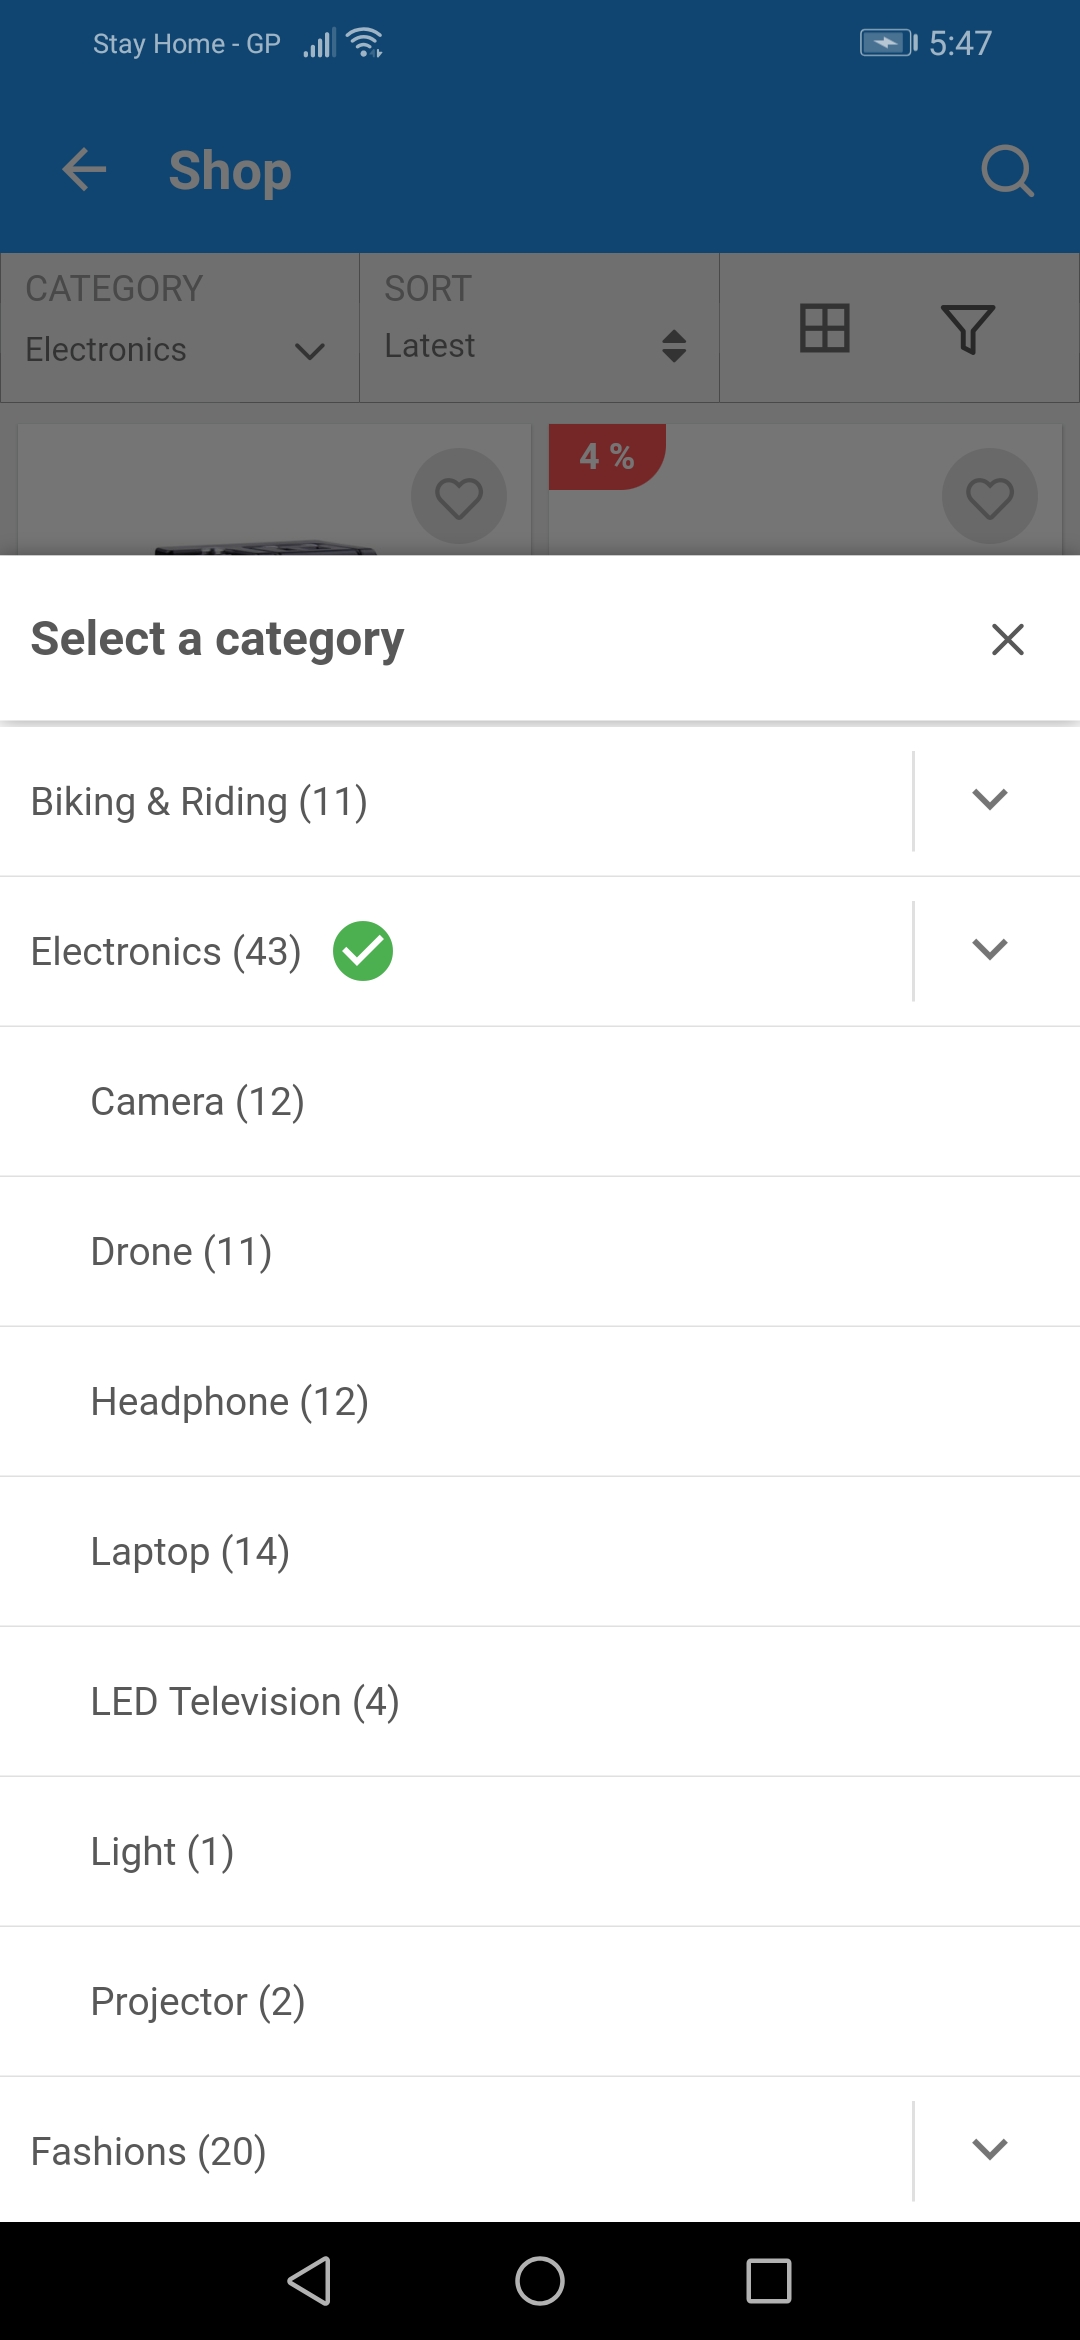 Stay Home - GP
5:47
Shop
CATEGORY
SORT
Electronics
Latest
4 %
Select a category
Biking & Riding (11)
Electronics (43)
Camera (12)
Drone (11)
Headphone (12)
Laptop (14)
LED Television (4)
Light (1)
Projector (2)
Fashions (20)